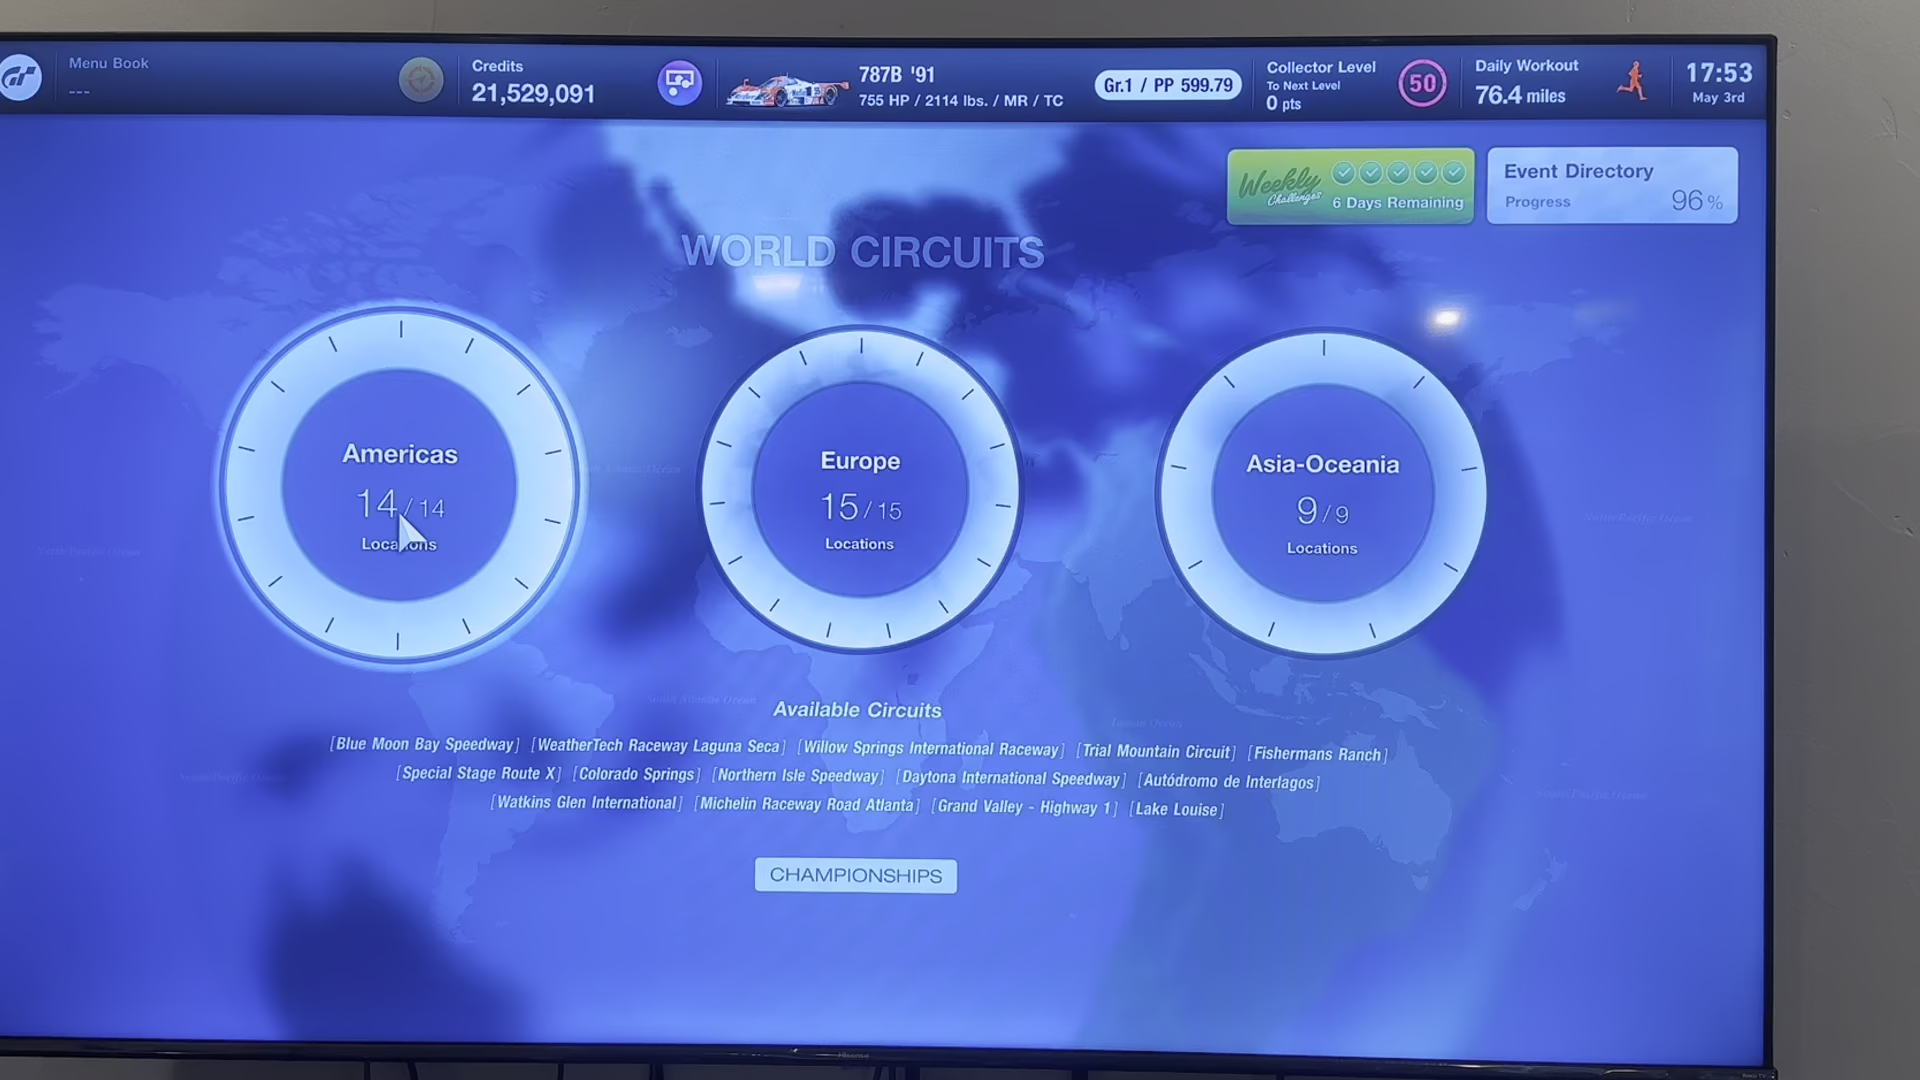 Menu Book
---
Credits
21,529,091
787B '91
755 HP / 2114 lbs. / MR / TC
Gr.1 / PP 599.79
Collector Level
To Next Level
0 pts
50
Daily Workout
76.4 miles
17:53
May 3rd
Weekly
Challenges
6 Days Remaining
Event Directory
Progress
96%
WORLD CIRCUITS
Americas
14/14
Locations
Europe
15/15
Locations
Asia-Oceania
9/9
Locations
Available Circuits
[Blue Moon Bay Speedway] [WeatherTech Raceway Laguna Seca] [Willow Springs International Raceway] [Trial Mountain Circuit] [Fishermans Ranch]
[Special Stage Route X] [Colorado Springs] [Northern Isle Speedway] [Daytona International Speedway] [Autódromo de Interlagos]
[Watkins Glen International] [Michelin Raceway Road Atlanta] [Grand Valley - Highway 1] [Lake Louise]
CHAMPIONSHIPS
Hisense